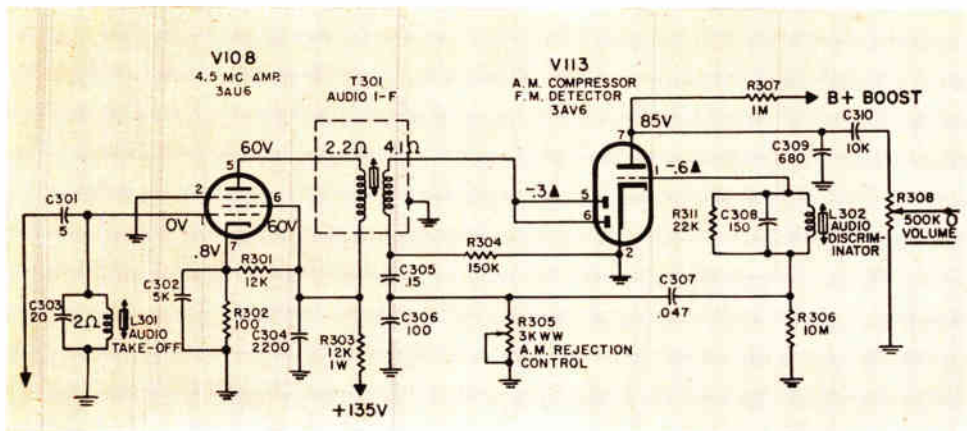 V108
4.5 MC AMP.
3AU6
T301
AUDIO I-F
V113
A.M. COMPRESSOR
F.M. DETECTOR
3AV6
R307
1M
B+ BOOST
C310
10K
C309
680
85V
7
60V
5
2.2Ω
4.1Ω
2
6
60V
0V
.8V
7
C301
5
-.3 Δ
5
6
1
-.6 Δ
2
R311
22K
C308
150
L302
AUDIO
DISCRIM-
INATOR
R308
500K Ω
VOLUME
R301
12K
C302
5K
R302
100
C303
20
2Ω
L301
AUDIO
TAKE-OFF
C304
2200
R303
12K
1W
+135V
R304
150K
C305
.15
C306
100
R305
3K WW
A.M. REJECTION
CONTROL
C307
.047
R306
10M